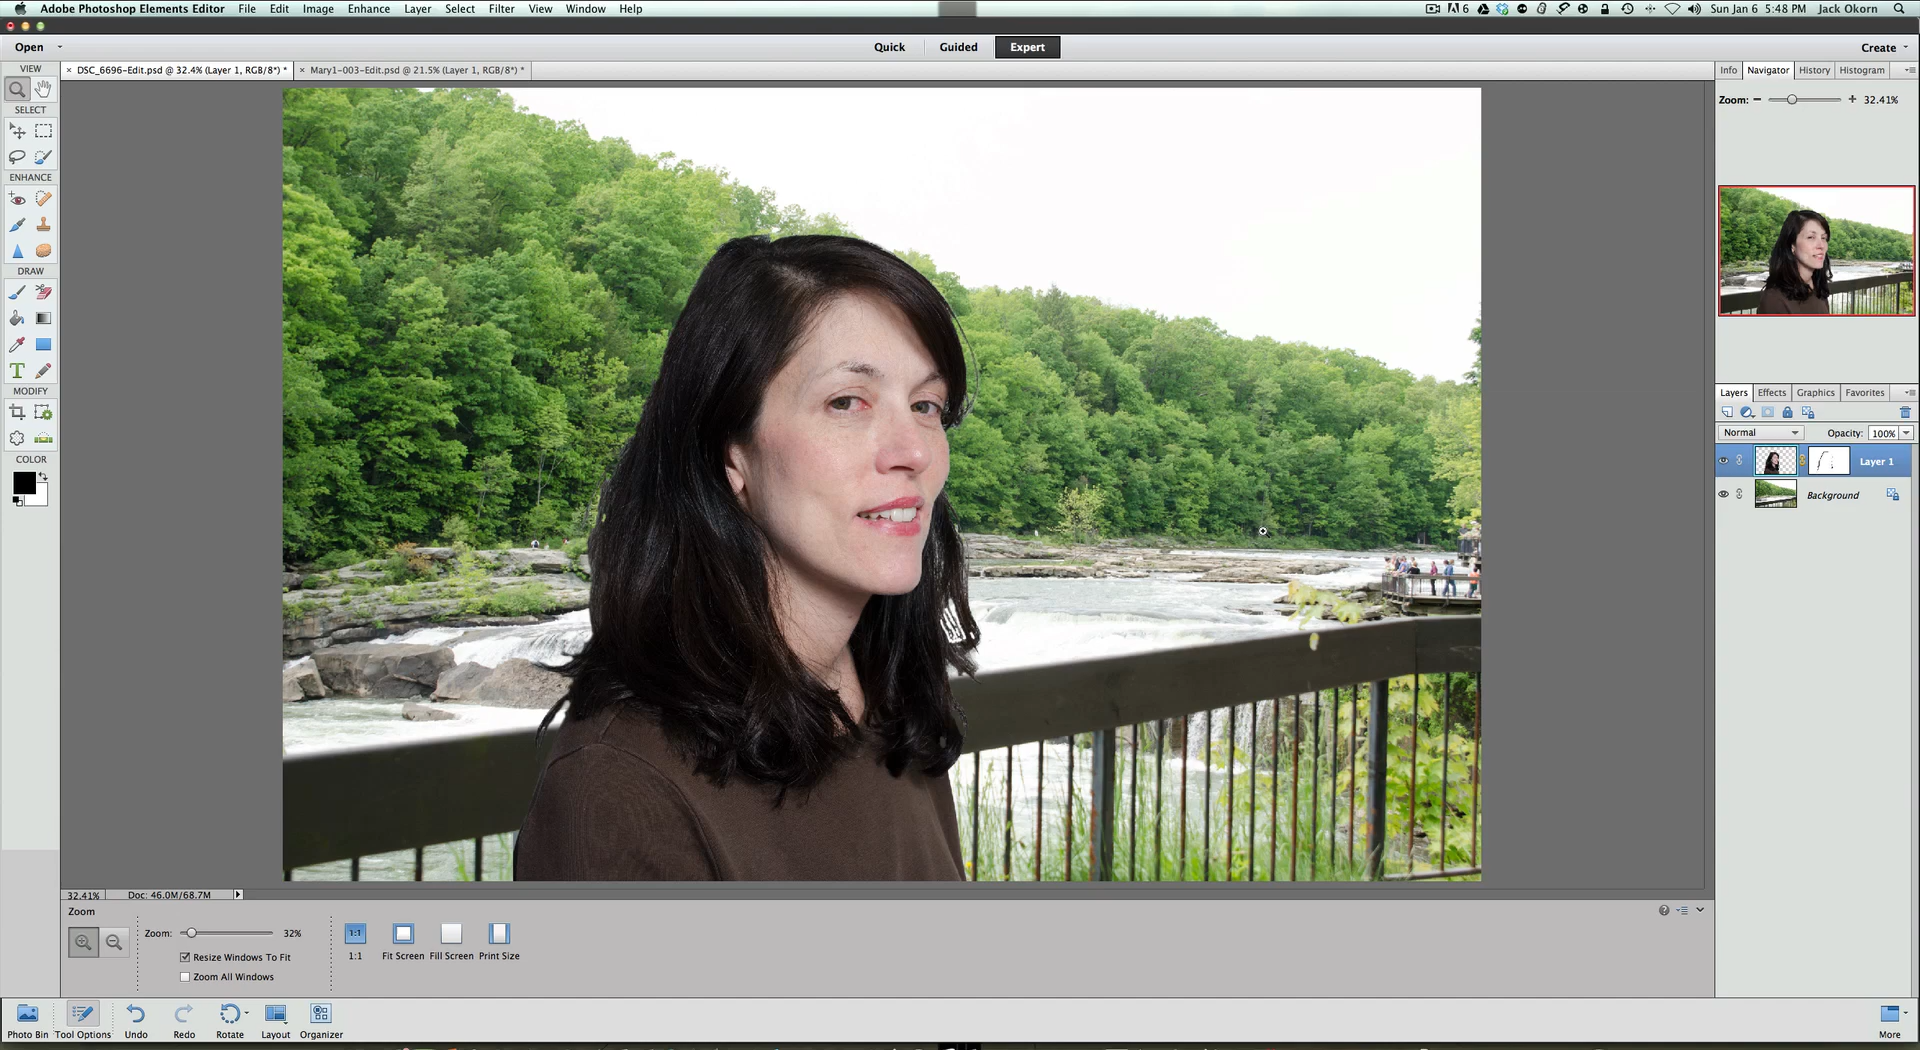 Adobe Photoshop Elements Editor File Edit Image Enhance Layer Select Filter View Window Help 6 Sun Jan 6 5:48 PM Jack Okorn
Open Quick Guided Expert Create
VIEW × DSC_6696-Edit.psd @ 32.4% (Layer 1, RGB/8*) * × Mary1-003-Edit.psd @ 21.5% (Layer 1, RGB/8*) * Info Navigator History Histogram
Zoom: 32.41%
SELECT
ENHANCE
DRAW
T
MODIFY
Layers Effects Graphics Favorites
Normal Opacity: 100%
COLOR
Layer 1
Background
32.41% Doc: 46.0M/68.7M
Zoom
Zoom: 32% 1:1
1:1 Fit Screen Fill Screen Print Size
Resize Windows To Fit
Zoom All Windows
Photo Bin Tool Options Undo Redo Rotate Layout Organizer More